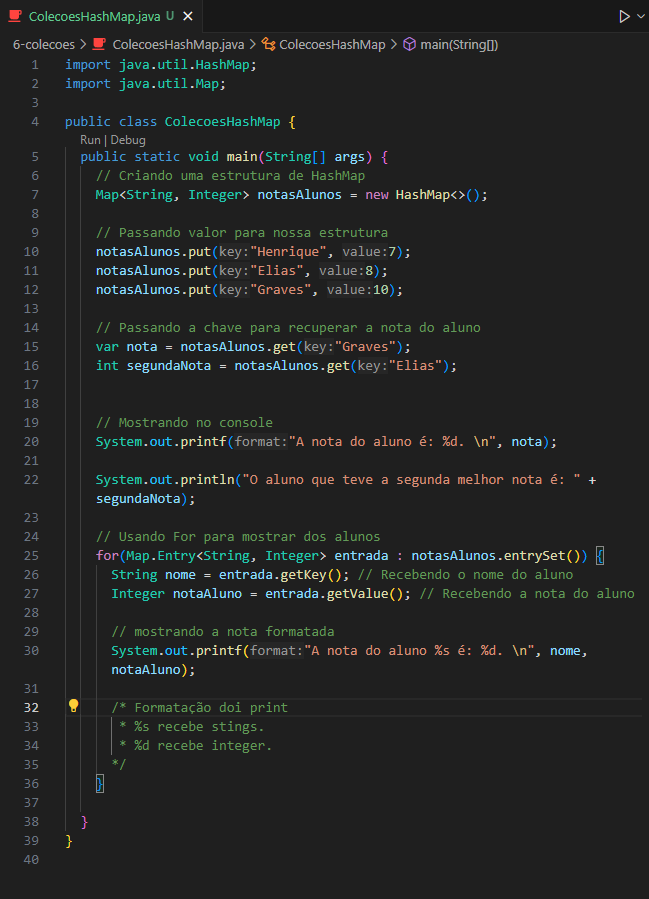 ColecoesHashMap.java U
6-colecoes > ColecoesHashMap.java > ColecoesHashMap > main(String[])
1 import java.util.HashMap;
2 import java.util.Map;
3
4 public class ColecoesHashMap {
Run | Debug
5 public static void main(String[] args) {
6 // Criando uma estrutura de HashMap
7 Map<String, Integer> notasAlunos = new HashMap<>();
8
9 // Passando valor para nossa estrutura
10 notasAlunos.put(key:"Henrique", value:7);
11 notasAlunos.put(key:"Elias", value:8);
12 notasAlunos.put(key:"Graves", value:10);
13
14 // Passando a chave para recuperar a nota do aluno
15 var nota = notasAlunos.get(key:"Graves");
16 int segundaNota = notasAlunos.get(key:"Elias");
17
18
19 // Mostrando no console
20 System.out.printf(format:"A nota do aluno é: %d. \n", nota);
21
22 System.out.println("O aluno que teve a segunda melhor nota é: " +
segundaNota);
23
24 // Usando For para mostrar dos alunos
25 for(Map.Entry<String, Integer> entrada : notasAlunos.entrySet()) {
26 String nome = entrada.getKey(); // Recebendo o nome do aluno
27 Integer notaAluno = entrada.getValue(); // Recebendo a nota do aluno
28
29 // mostrando a nota formatada
30 System.out.printf(format:"A nota do aluno %s é: %d. \n", nome,
notaAluno);
31
32 /* Formatação doi print
33 * %s recebe stings.
34 * %d recebe integer.
35 */
36 }
37
38 }
39 }
40